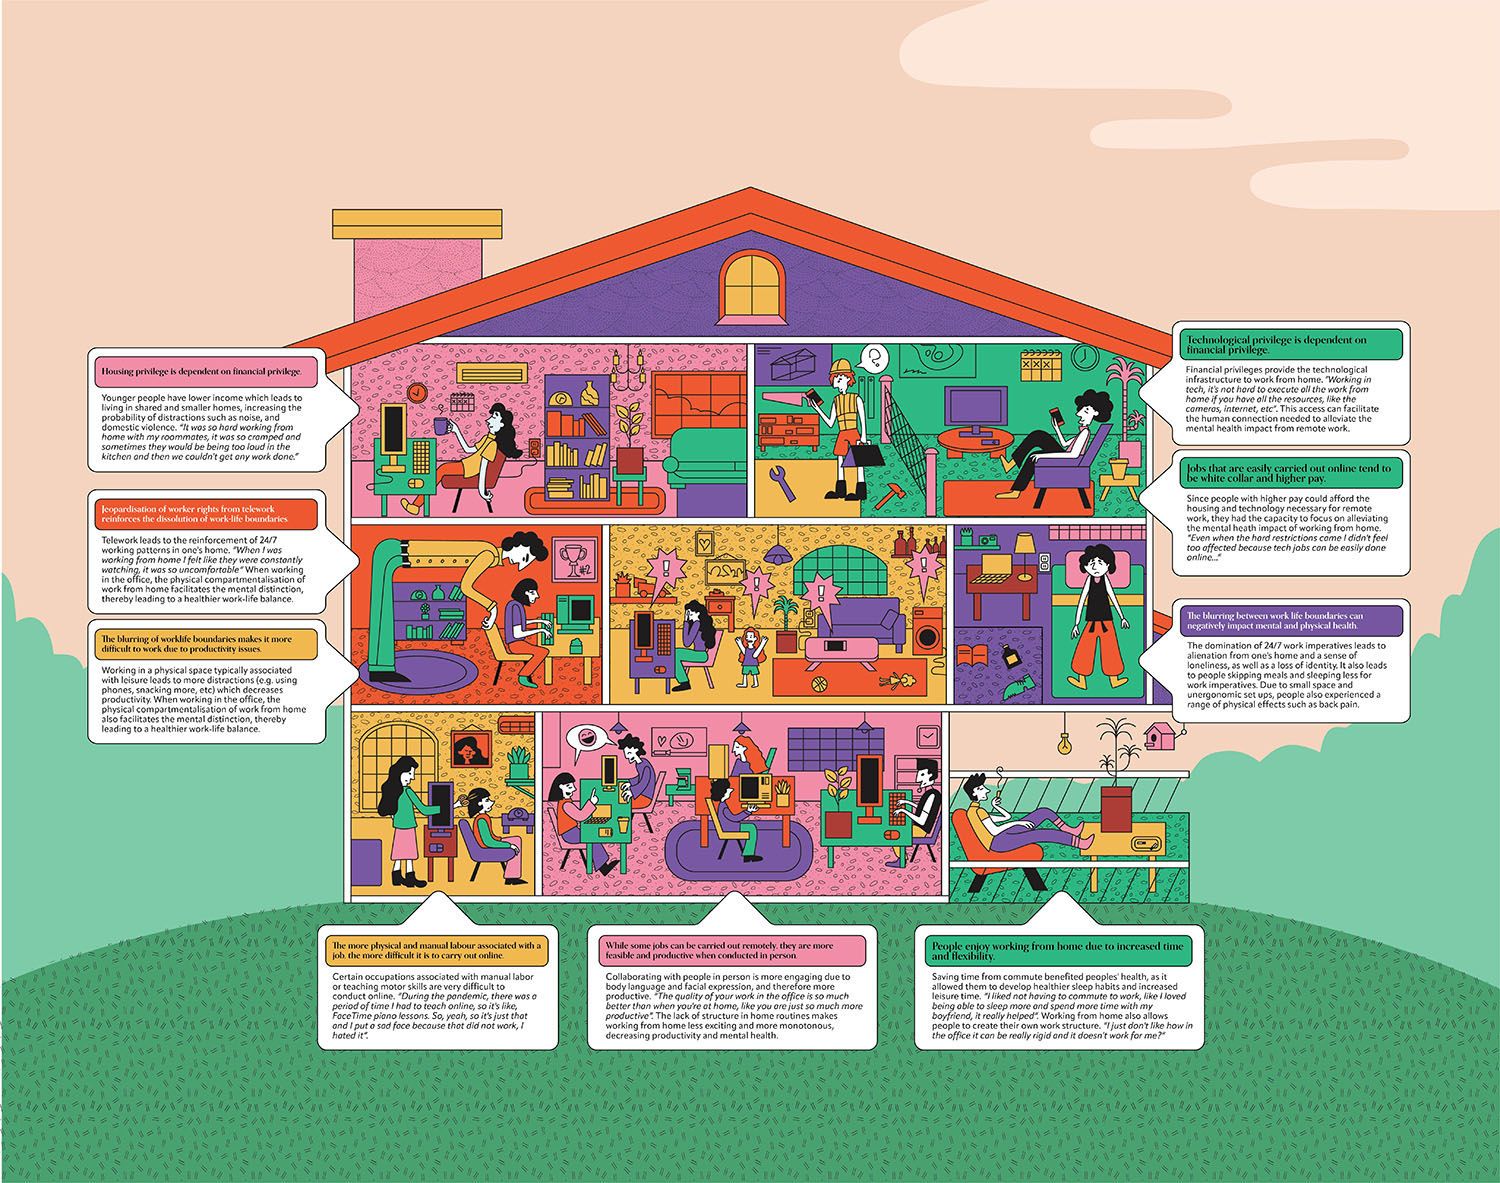 Housing privilege is dependent on financial privilege.
Younger people have lower income which leads to
living in shared and smaller homes, increasing the
probability of distractions such as noise, and
domestic violence. "It was so hard working from
home with my roommates, it was so cramped and
sometimes they would be being too loud in the
kitchen and then we couldn't get any work done."
Jeopardisation of worker rights from telework
reinforces the dissolution of work-life boundaries
Telework leads to the reinforcement of 24/7
working patterns in one's home. "When I was
working from home I felt like they were constantly
watching, it was so uncomfortable" When working
in the office, the physical compartmentalisation of
work from home facilitates the mental distinction,
thereby leading to a healthier work-life balance.
The blurring of worklife boundaries makes it more
difficult to work due to productivity issues.
Working in a physical space typically associated
with leisure leads to more distractions (e.g. using
phones, snacking more, etc) which decreases
productivity. When working in the office, the
physical compartmentalisation of work from home
also facilitates the mental distinction, thereby
leading to a healthier work-life balance.
Technological privilege is dependent on
financial privilege.
Financial privileges provide the technological
infrastructure to work from home. "Working in
tech, it's not hard to execute all the work from
home if you have all the resources, like the
cameras, internet, etc". This access can facilitate
the human connection needed to alleviate the
mental health impact from remote work.
Jobs that are easily carried out online tend to
be white collar and higher pay.
Since people with higher pay could afford the
housing and technology necessary for remote
work, they had the capacity to focus on alleviating
the mental heath impact of working from home.
"Even when the hard restrictions came I didn't feel
too affected because tech jobs can be easily done
online..."
The blurring between work life boundaries can
negatively impact mental and physical health.
The domination of 24/7 work imperatives leads to
alienation from one's home and a sense of
loneliness, as well as a loss of identity. It also leads
to people skipping meals and sleeping less for
work imperatives. Due to small space and
unergonomic set ups, people also experienced a
range of physical effects such as back pain.
?
#2
!
!
!
!
The more physical and manual labour associated with a
job, the more difficult it is to carry out online.
Certain occupations associated with manual labor
or teaching motor skills are very difficult to
conduct online. "During the pandemic, there was a
period of time I had to teach online, so it's like,
FaceTime piano lessons. So, yeah, so it's just that
and I put a sad face because that did not work, I
hated it".
While some jobs can be carried out remotely, they are more
feasible and productive when conducted in person.
Collaborating with people in person is more engaging due to
body language and facial expression, and therefore more
productive. "The quality of your work in the office is so much
better than when you're at home, like you are just so much more
productive". The lack of structure in home routines makes
working from home less exciting and more monotonous,
decreasing productivity and mental health.
People enjoy working from home due to increased time
and flexibility.
Saving time from commute benefited peoples' health, as it
allowed them to develop healthier sleep habits and increased
leisure time. "I liked not having to commute to work, like I loved
being able to sleep more and spend more time with my
boyfriend, it really helped". Working from home also allows
people to create their own work structure. "I just don't like how in
the office it can be really rigid and it doesn't work for me?"